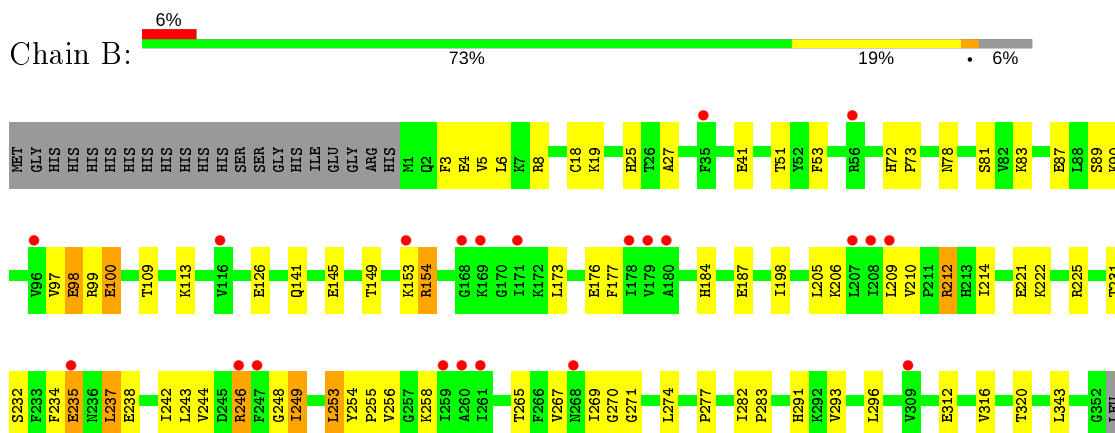 6%
Chain B:
73% 19% • 6%
MET GLY HIS HIS HIS HIS HIS HIS HIS HIS HIS HIS SER SER GLY HIS ILE GLU GLY ARG HIS M1 Q2 F3 E4 V5 L6 K7 R8 C18 K19 H25 T26 A27 F35 E41 T51 Y52 F53 R56 H72 P73 N78 S81 V82 K83 E87 L88 S89 K90
V96 V97 E98 R99 E100 T109 K113 V116 E126 Q141 E145 T149 K153 R154 G168 K169 G170 I171 K172 L173 E176 F177 I178 V179 A180 H184 E187 I198 L205 K206 L207 I208 L209 V210 P211 R212 H213 I214 E221 K222 R225 T231
S232 F233 F234 E235 N236 L237 E238 I242 L243 V244 D245 R246 F247 G248 I249 L253 Y254 P255 V256 G257 K258 I259 A260 I261 T265 F266 V267 N268 I269 G270 G271 L274 P277 I282 P283 H291 K292 V293 L296 V309 E312 V316 T320 L343 G352